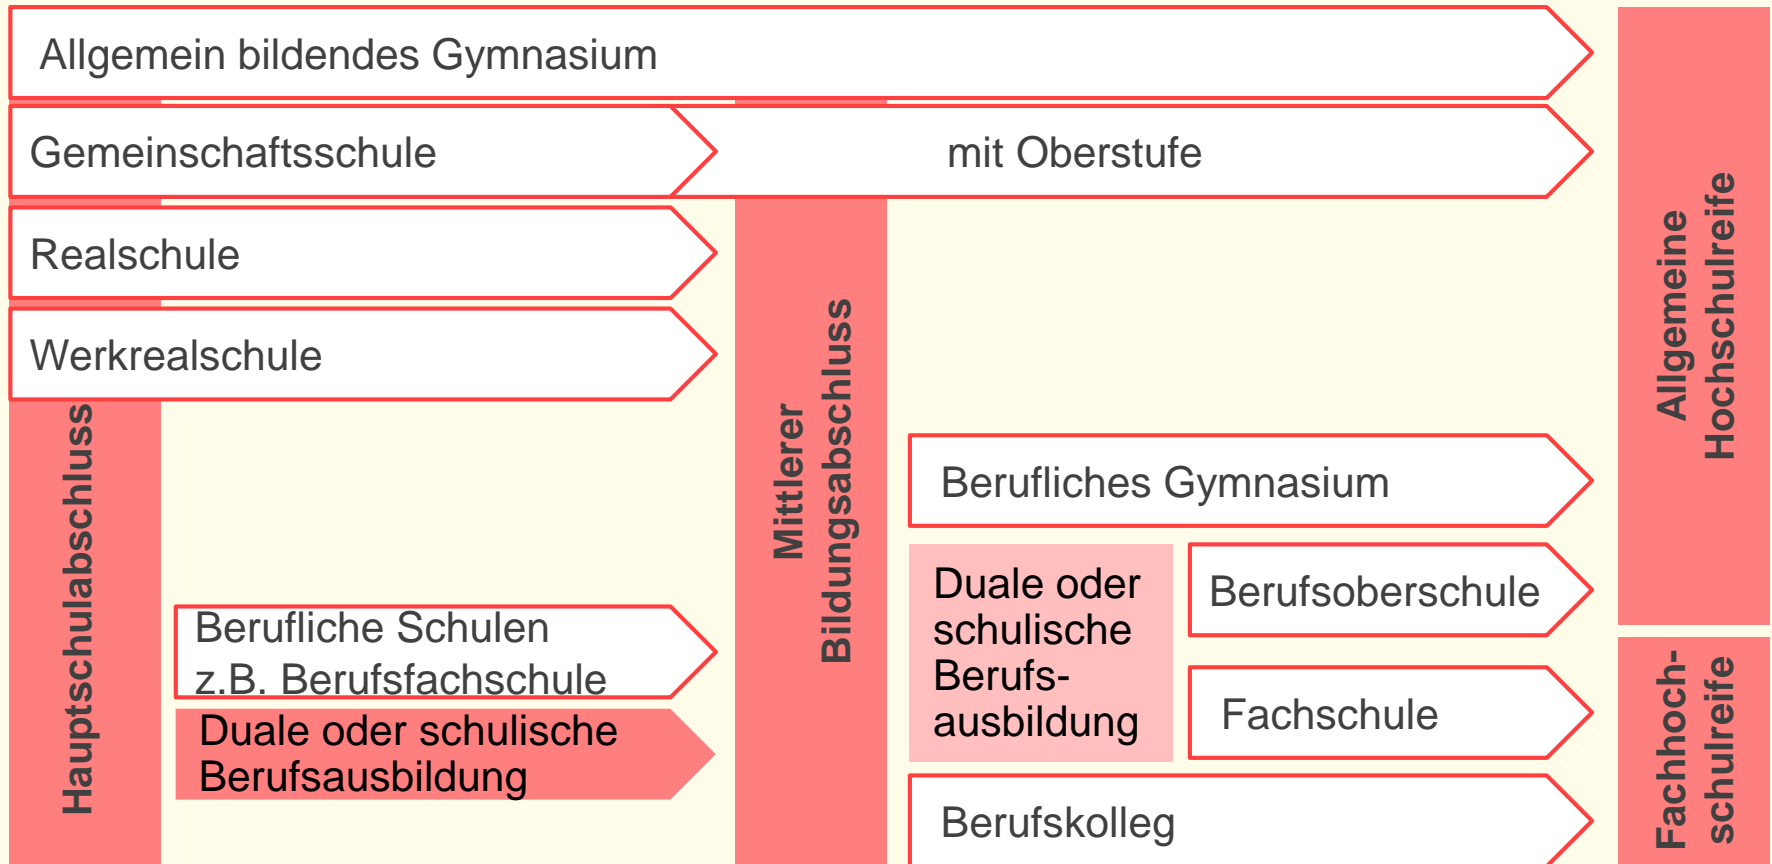 Allgemein bildendes Gymnasium
Gemeinschaftsschule
mit Oberstufe
Realschule
Werkrealschule
Hauptschulabschluss
Berufliche Schulen
z.B. Berufsfachschule
Duale oder schulische
Berufsausbildung
Mittlerer
Bildungsabschluss
Berufliches Gymnasium
Duale oder
schulische
Berufs-
ausbildung
Berufsoberschule
Fachschule
Berufskolleg
Allgemeine
Hochschulreife
Fachhoch-
schulreife